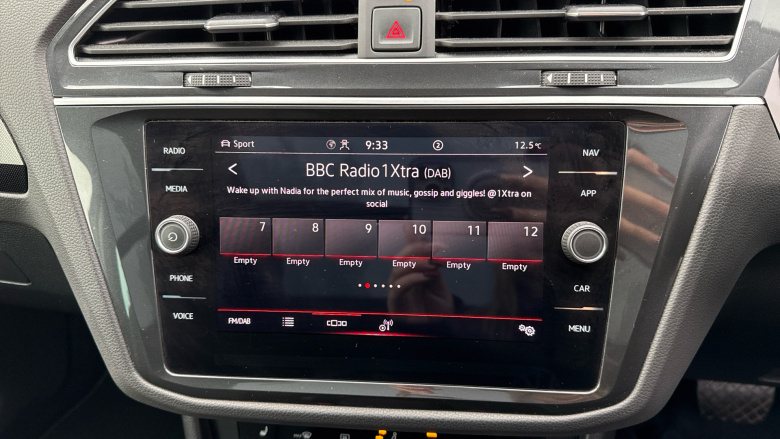 RADIO
MEDIA
PHONE
VOICE
Sport 9:33 2 12.5°C
< BBC Radio1Xtra (DAB) >
Wake up with Nadia for the perfect mix of music, gossip and giggles! @1Xtra on
social
7 8 9 10 11 12
Empty Empty Empty Empty Empty Empty
FM/DAB
NAV
APP
CAR
MENU